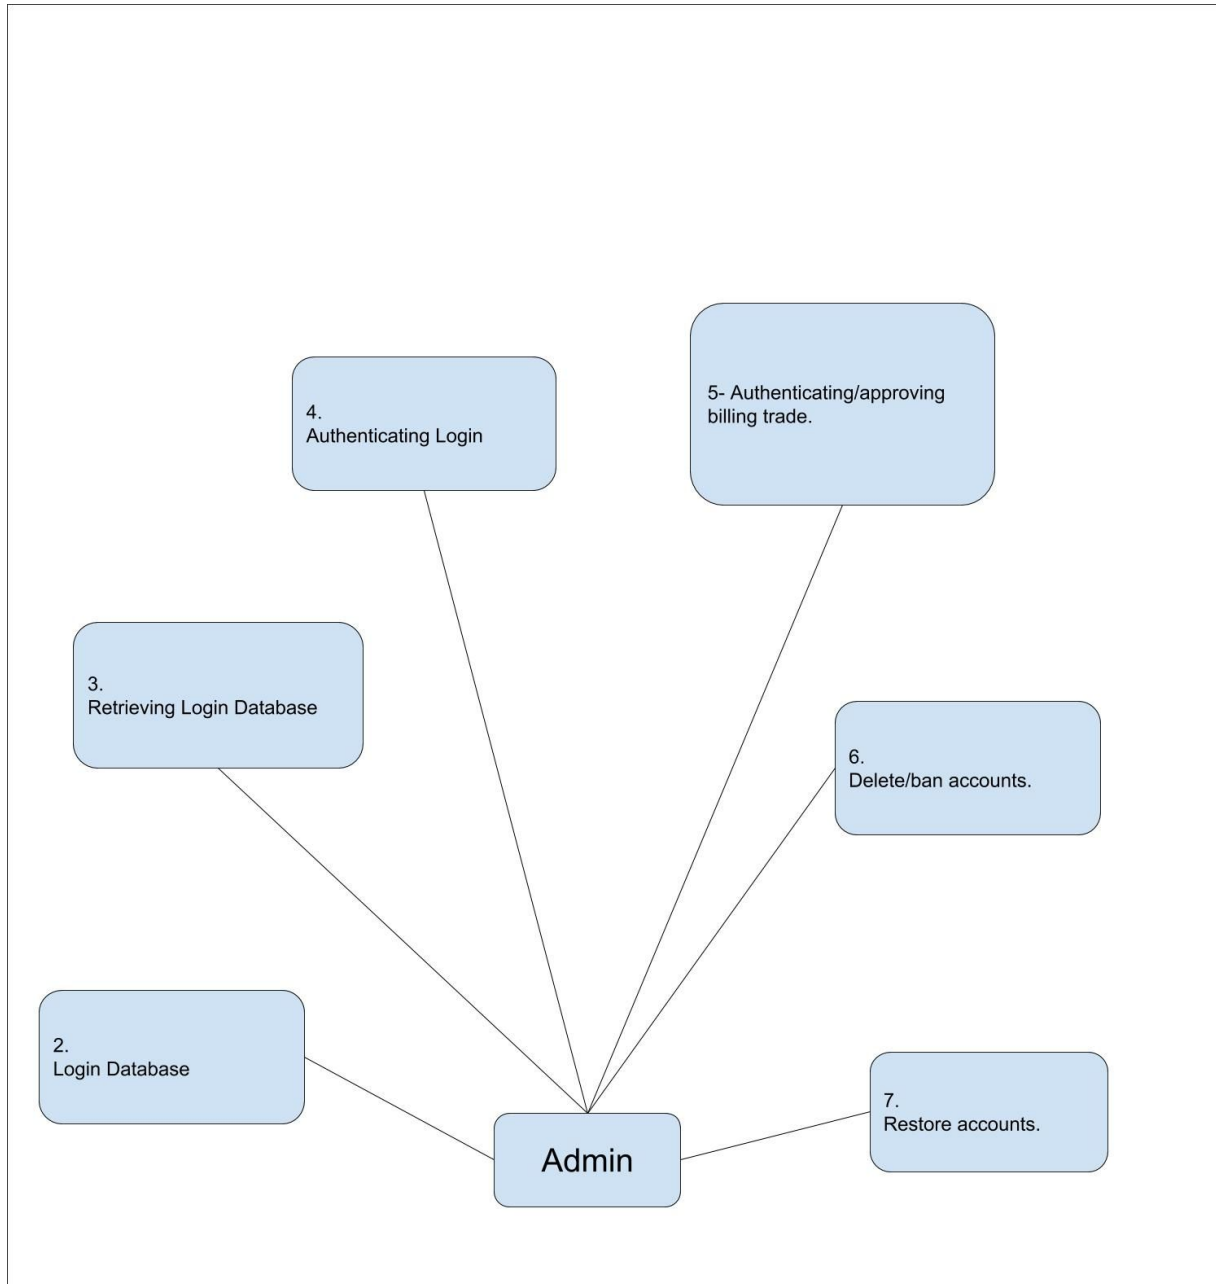 5- Authenticating/approving
billing trade.
4.
Authenticating Login
3.
Retrieving Login Database
6.
Delete/ban accounts.
2.
Login Database
7.
Restore accounts.
Admin